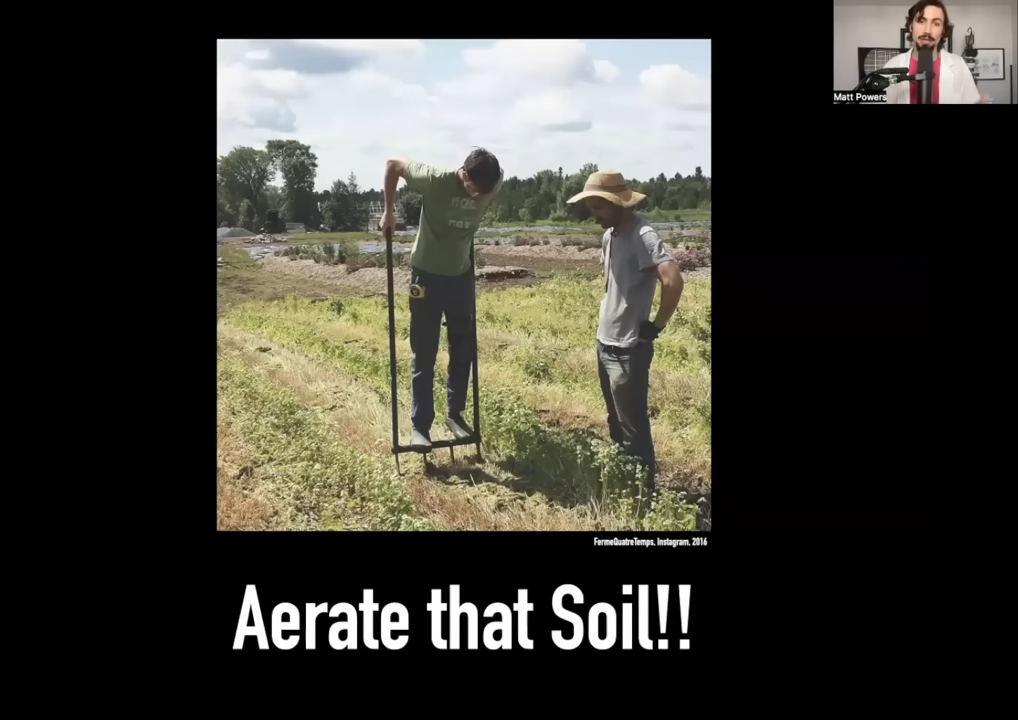 Matt Powers
FermeQuatreTemps, Instagram, 2016
Aerate that Soil!!